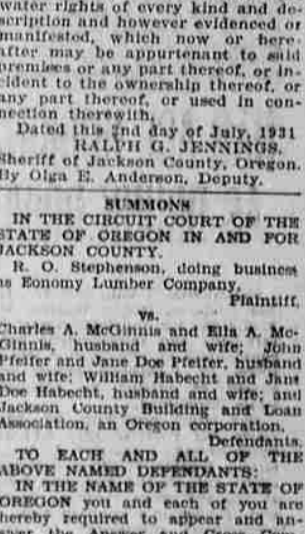 water rights of every kind and de-
scription and however evidenced or
manifested, which now or here-
after may be appurtenant to said
premises or any part thereof, or in-
cident to the ownership thereof, or
any part thereof, or used in con-
nection therewith.
Dated this 2nd day of July, 1931
RALPH G. JENNINGS,
Sheriff of Jackson County, Oregon.
By Olga E. Anderson, Deputy.
SUMMONS
IN THE CIRCUIT COURT OF THE
STATE OF OREGON IN AND FOR
JACKSON COUNTY.
R. O. Stephenson, doing business
as Eonomy Lumber Company,
Plaintiff
vs.
Charles A. McGinnis and Ella A. Mc-
Ginnis, husband and wife; John
Pfeifer and Jane Doe Pfeifer, husband
and wife; William Habecht and Jane
Doe Habecht, husband and wife; and
Jackson County Building and Loan
Association, an Oregon corporation,
Defendants.
TO EACH AND ALL OF THE
ABOVE NAMED DEFENDANTS:
IN THE NAME OF THE STATE OF
OREGON you and each of you are
hereby required to appear and an-
swer the Answer and Cross